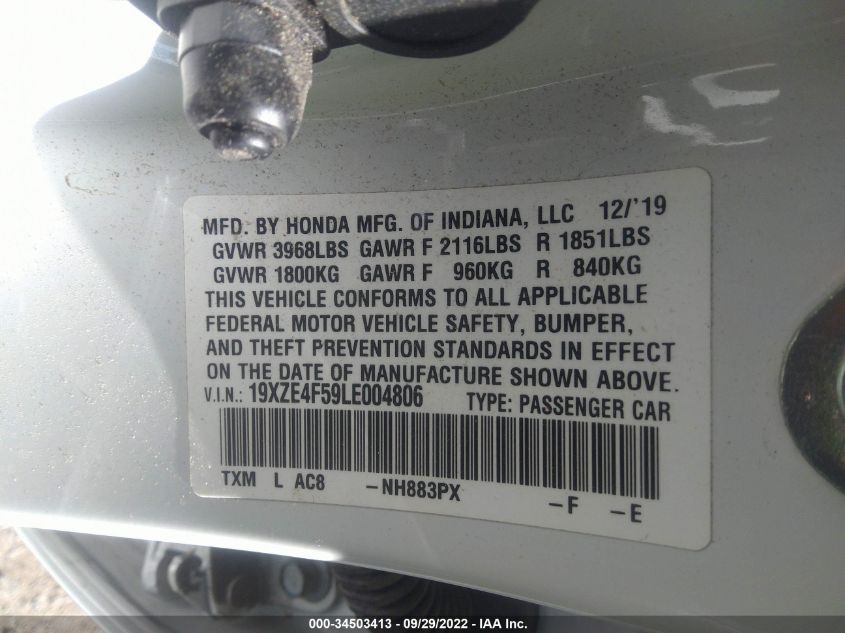 MFD. BY HONDA MFG. OF INDIANA, LLC 12/'19
GVWR 3968LBS GAWR F 2116LBS R 1851LBS
GVWR 1800KG GAWR F 960KG R 840KG
THIS VEHICLE CONFORMS TO ALL APPLICABLE
FEDERAL MOTOR VEHICLE SAFETY, BUMPER,
AND THEFT PREVENTION STANDARDS IN EFFECT
ON THE DATE OF MANUFACTURE SHOWN ABOVE.
V.I.N.: 19XZE4F59LE004806 TYPE: PASSENGER CAR
TXM L AC8 -NH883PX -F -E
000-34503413 - 09/29/2022 - IAA Inc.